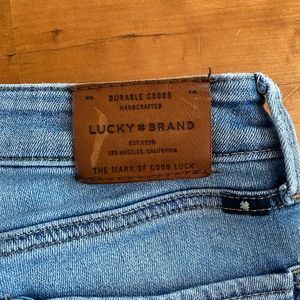 DURABLE GOODS
HANDCRAFTED
LUCKY BRAND
EST. 1990
LOS ANGELES, CALIFORNIA
THE MARK OF GOOD LUCK